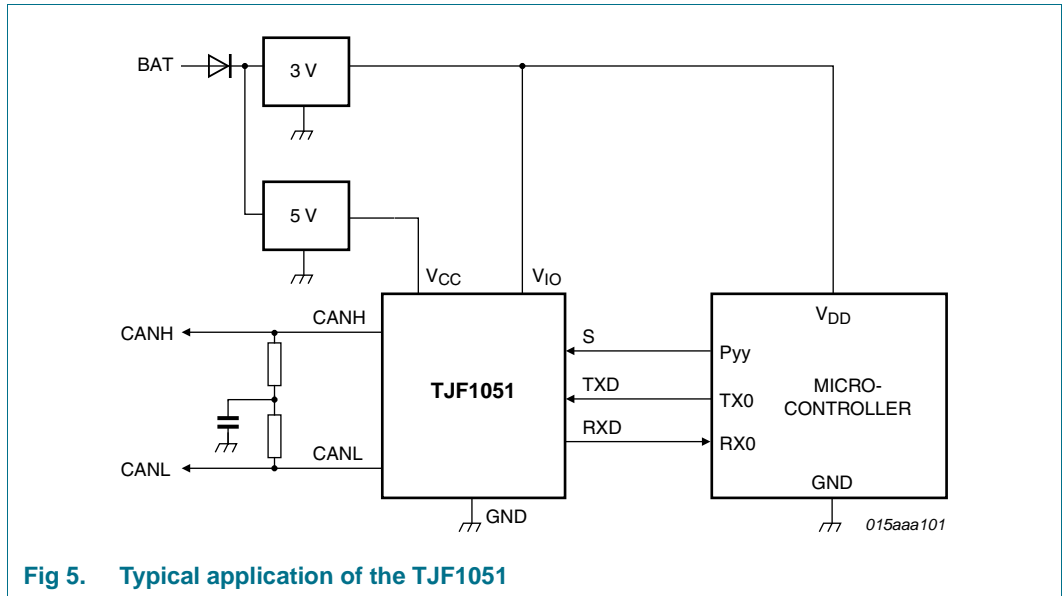 BAT
3 V
5 V
VCC
VIO
CANH
CANH
CANL
CANL
TJF1051
GND
S
TXD
RXD
VDD
Pyy
TX0
RX0
MICRO-
CONTROLLER
GND
015aaa101
Fig 5. Typical application of the TJF1051